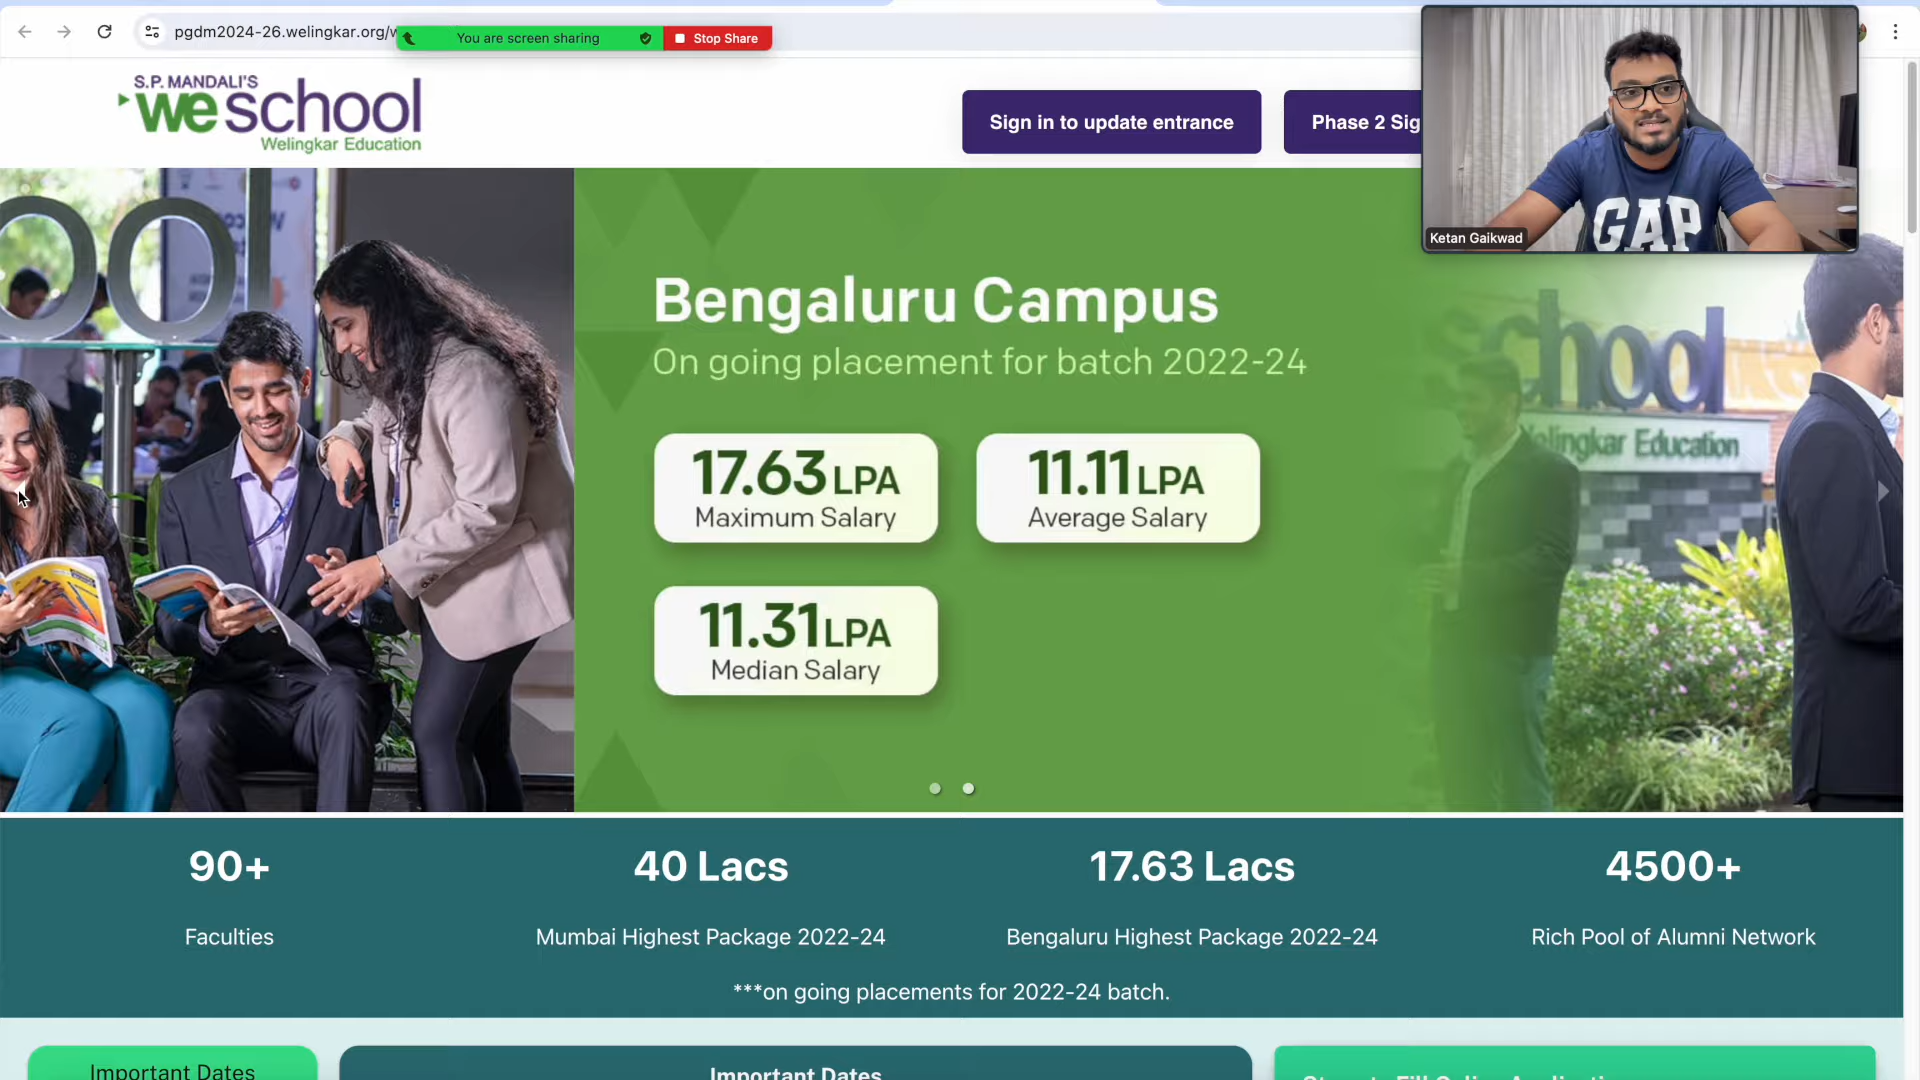 pgdm2024-26.welingkar.org/
You are screen sharing
Stop Share
S.P. MANDALI'S
we school
Welingkar Education
Sign in to update entrance
Phase 2 Sig
Ketan Gaikwad
GAP
Bengaluru Campus
On going placement for batch 2022-24
17.63 LPA
Maximum Salary
11.11 LPA
Average Salary
11.31 LPA
Median Salary
chool
Welingkar Education
90+
Faculties
40 Lacs
Mumbai Highest Package 2022-24
17.63 Lacs
Bengaluru Highest Package 2022-24
4500+
Rich Pool of Alumni Network
***on going placements for 2022-24 batch.
Important Dates
Important Dates